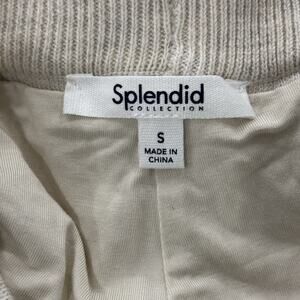 Splendid
COLLECTION
S
MADE IN
CHINA